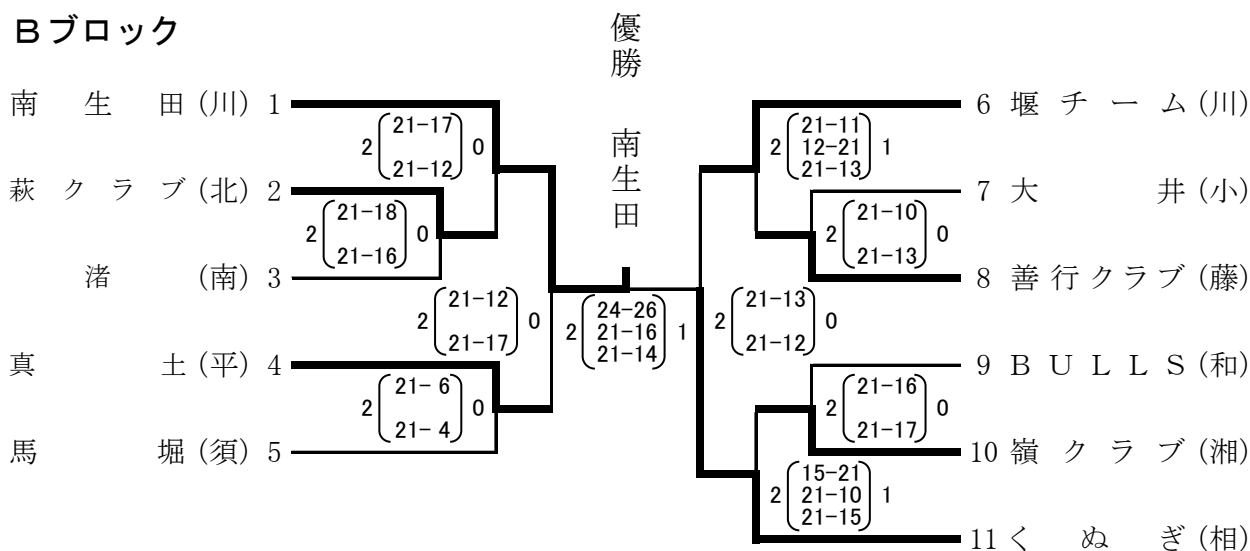 Bブロック
優勝 南生田
南生田(川) 1
萩クラブ(北) 2
渚(南) 3
真土(平) 4
馬堀(須) 5
2 21-17 21-12 0
2 21-18 21-16 0
2 21-12 21-17 0
2 21- 6 21- 4 0
2 24-26 21-16 21-14 1
6 堰チーム(川)
7 大井(小)
8 善行クラブ(藤)
9 BULLS(和)
10 嶺クラブ(湘)
11 くぬぎ(相)
2 21-11 12-21 21-13 1
2 21-10 21-13 0
2 21-13 21-12 0
2 21-16 21-17 0
2 15-21 21-10 21-15 1